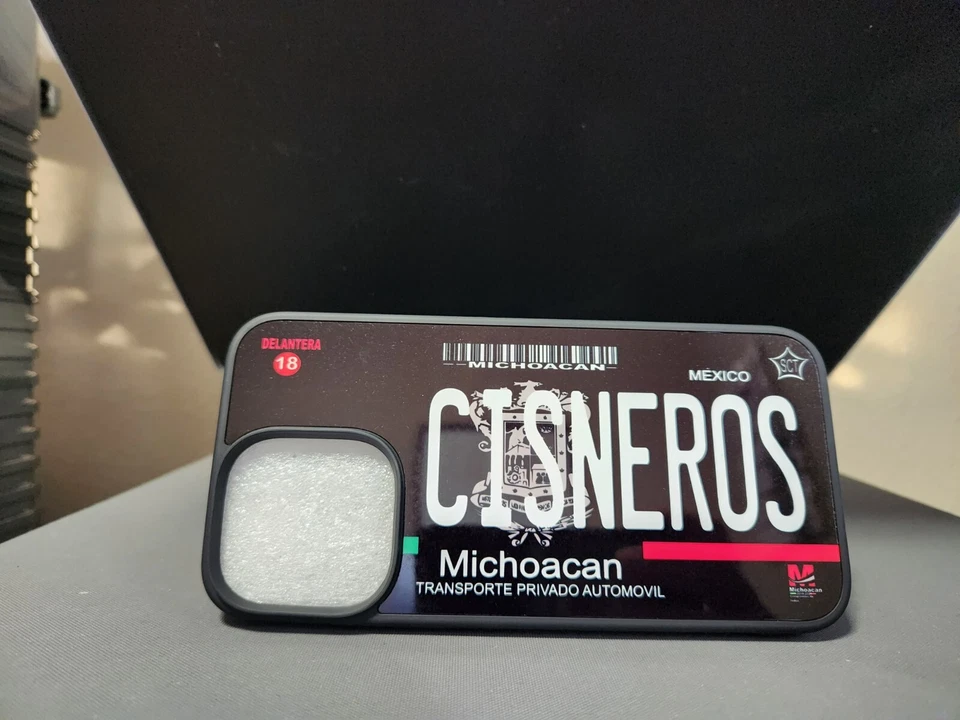 DELANTERA
18
MICHOACAN
MÉXICO
SCT
CISNEROS
Michoacan
TRANSPORTE PRIVADO AUTOMOVIL
M
Michoacan